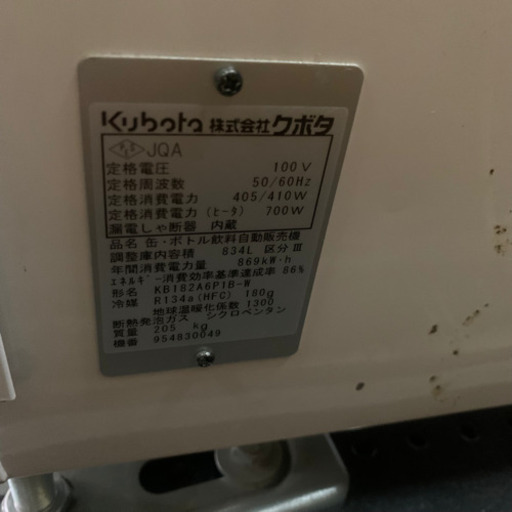 Kubota 株式会社クボタ
PSE JQA
定格電圧 100V
定格周波数 50/60Hz
定格消費電力 405/410W
定格消費電力(ヒータ) 700W
漏電しゃ断器 内蔵
品名 缶・ボトル飲料自動販売機
調整庫内容積 834L 区分Ⅲ
年間消費電力量 869kW・h
エネルギー消費効率基準達成率 86%
形名 KB182A6P1B-W
冷媒 R134a(HFC) 180g
地球温暖化係数 1300
断熱発泡ガス シクロペンタン
質量 205 kg
機番 954830049